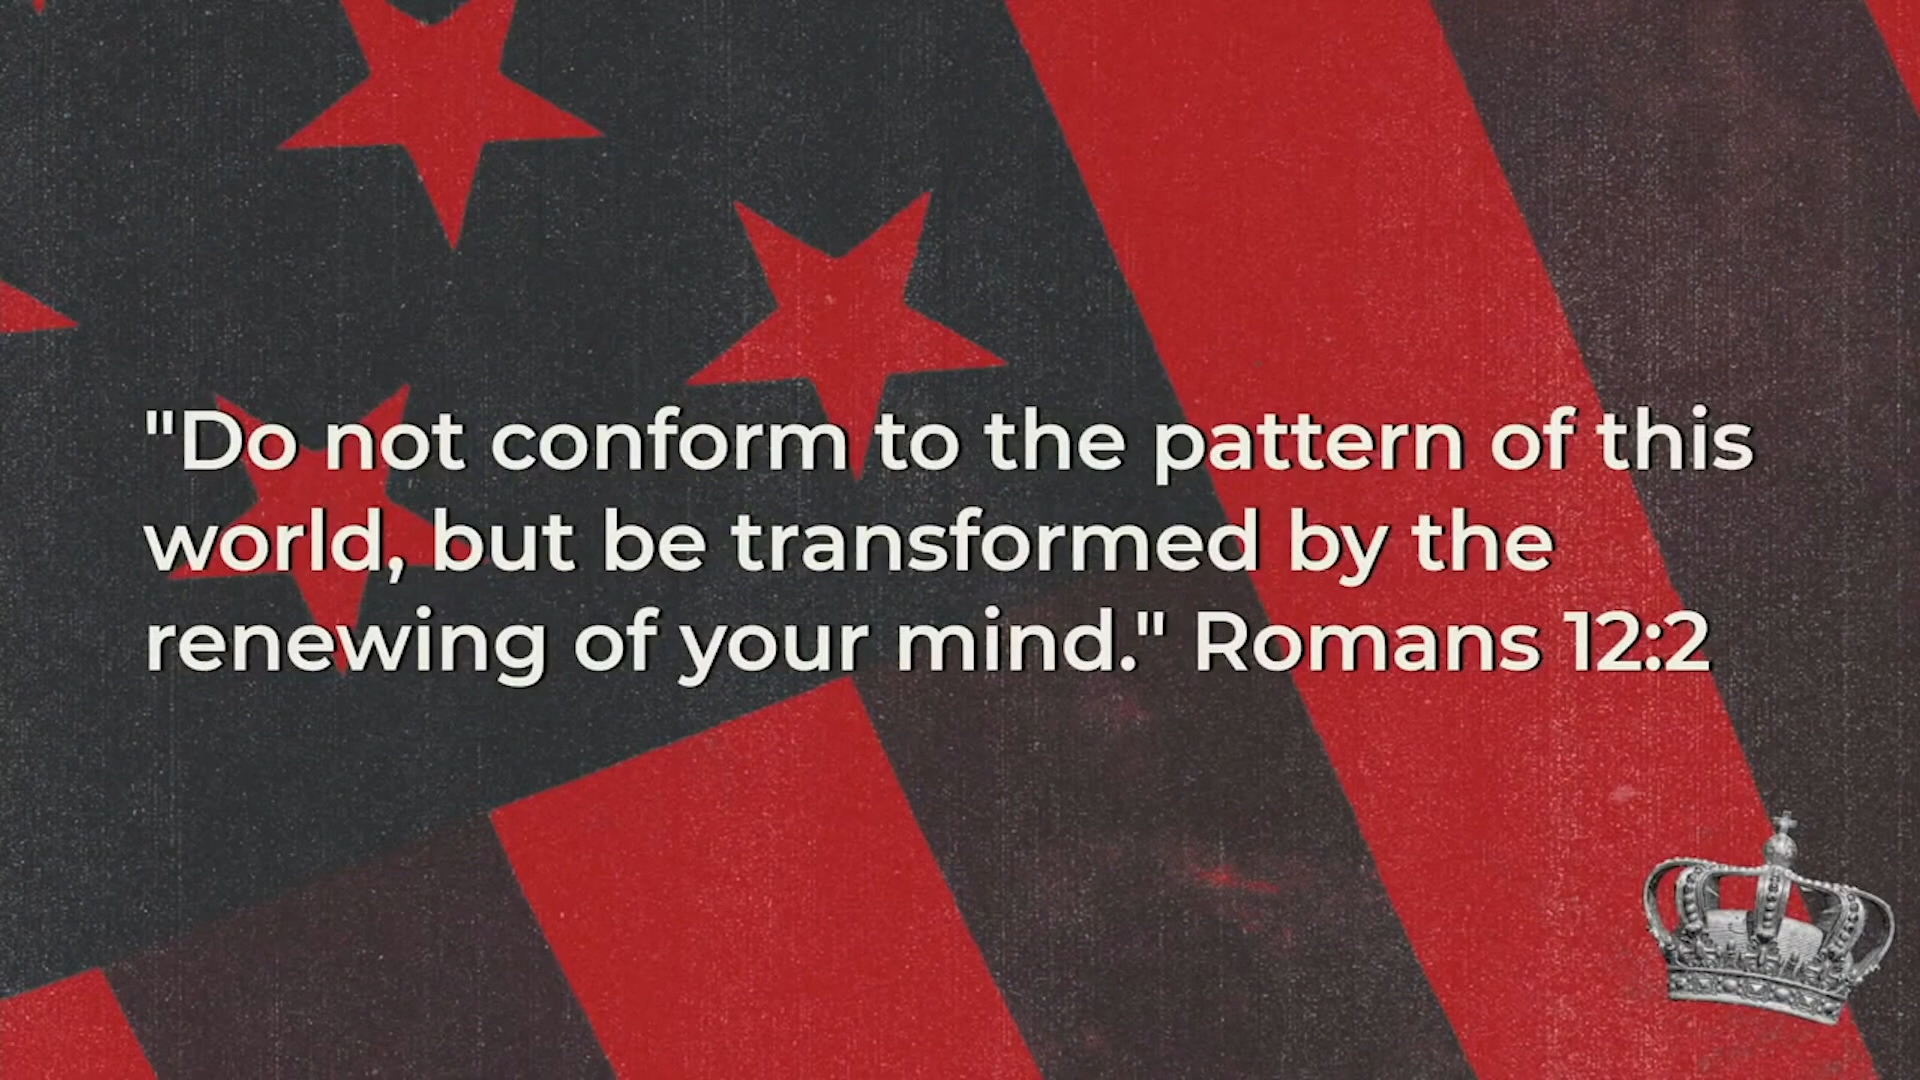 "Do not conform to the pattern of this
world, but be transformed by the
renewing of your mind." Romans 12:2